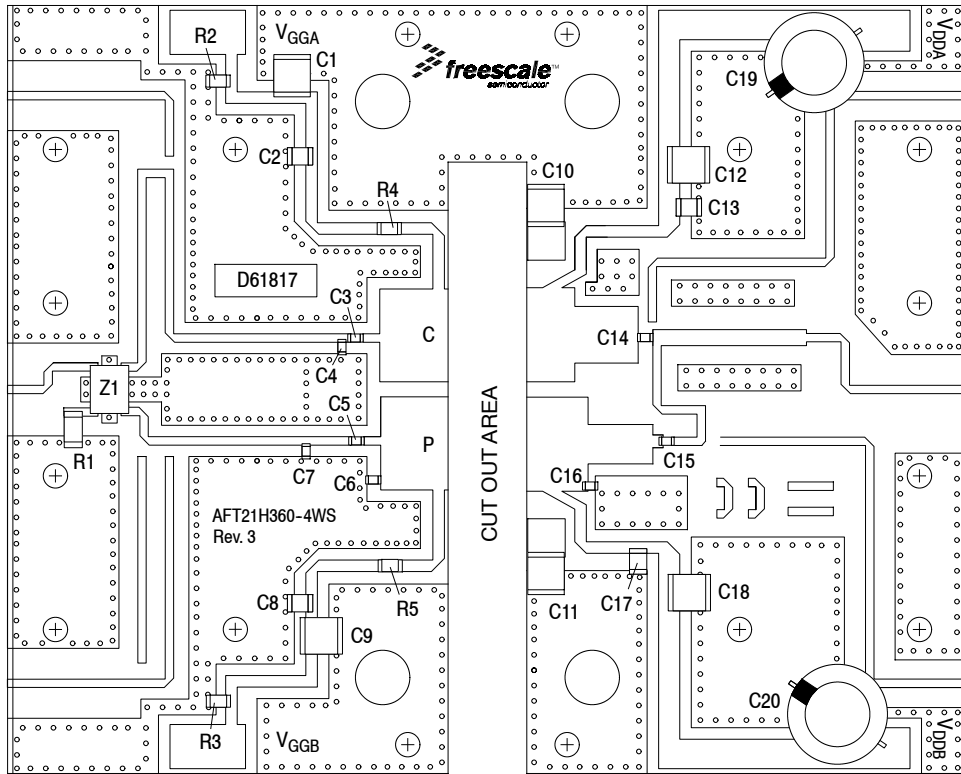 R2
VGGA
C1
freescale™
semiconductor
VDDA
C19
C2
C10
C12
R4
C13
D61817
C3
C
C14
C4
Z1
C5
P
R1
C7
C6
C15
C16
CUT OUT AREA
AFT21H360-4WS
Rev. 3
C8
R5
C9
C11
C17
C18
C20
R3
VGGB
VDDB